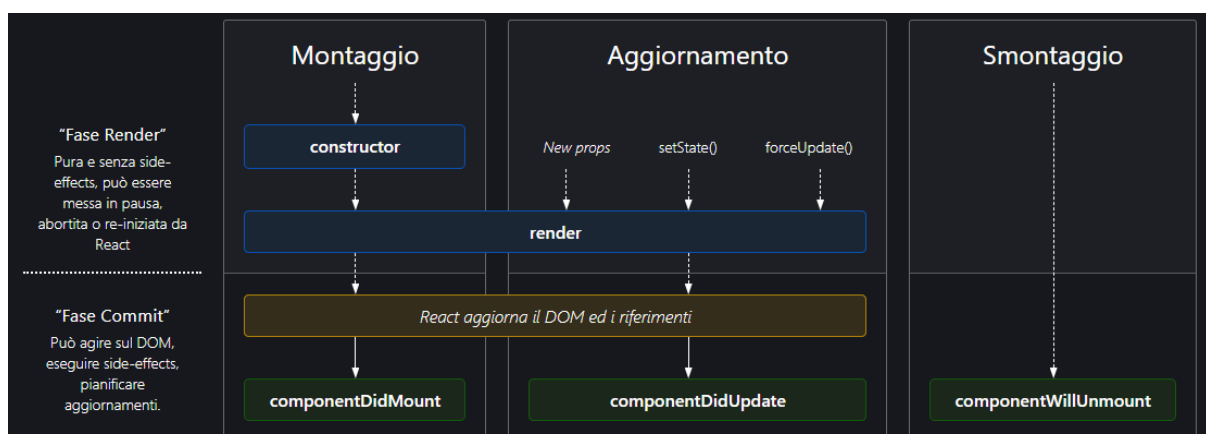 Montaggio
Aggiornamento
Smontaggio
“Fase Render”
Pura e senza side-
effects, può essere
messa in pausa,
abortita o re-iniziata da
React
constructor
New props
setState()
forceUpdate()
render
“Fase Commit”
Può agire sul DOM,
eseguire side-effects,
pianificare
aggiornamenti.
React aggiorna il DOM ed i riferimenti
componentDidMount
componentDidUpdate
componentWillUnmount